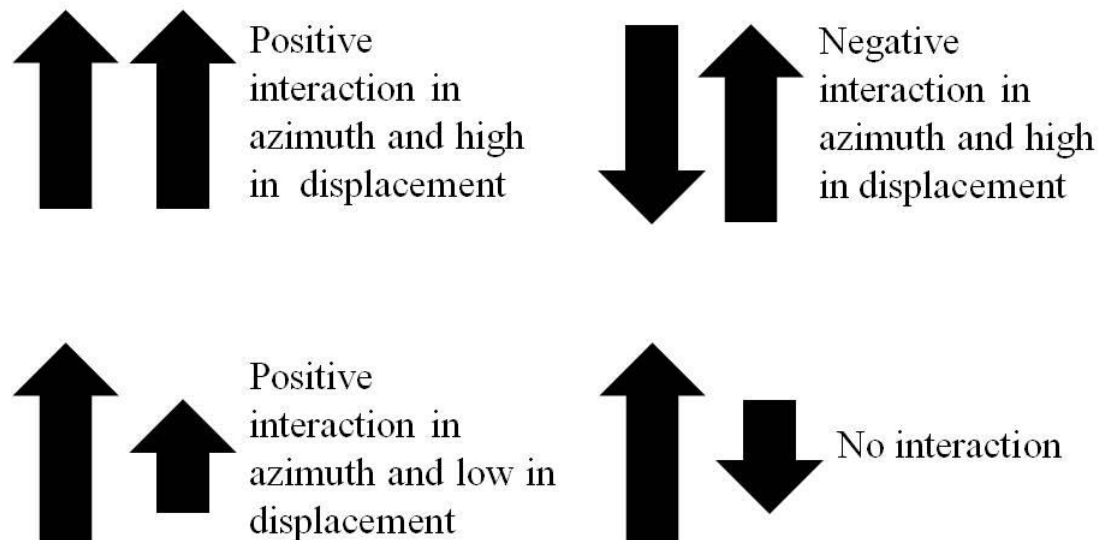 Positive
interaction in
azimuth and high
in displacement
Negative
interaction in
azimuth and high
in displacement
Positive
interaction in
azimuth and low in
displacement
No interaction